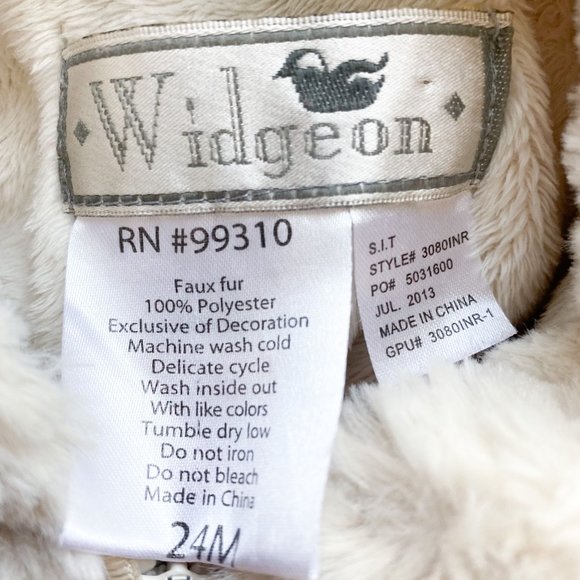 Widgeon
RN #99310
Faux fur
100% Polyester
Exclusive of Decoration
Machine wash cold
Delicate cycle
Wash inside out
With like colors
Tumble dry low
Do not iron
Do not bleach
Made in China
24M
S.I.T
STYLE# 3080INR
PO# 5031600
JUL. 2013
MADE IN CHINA
GPU# 3080INR-1